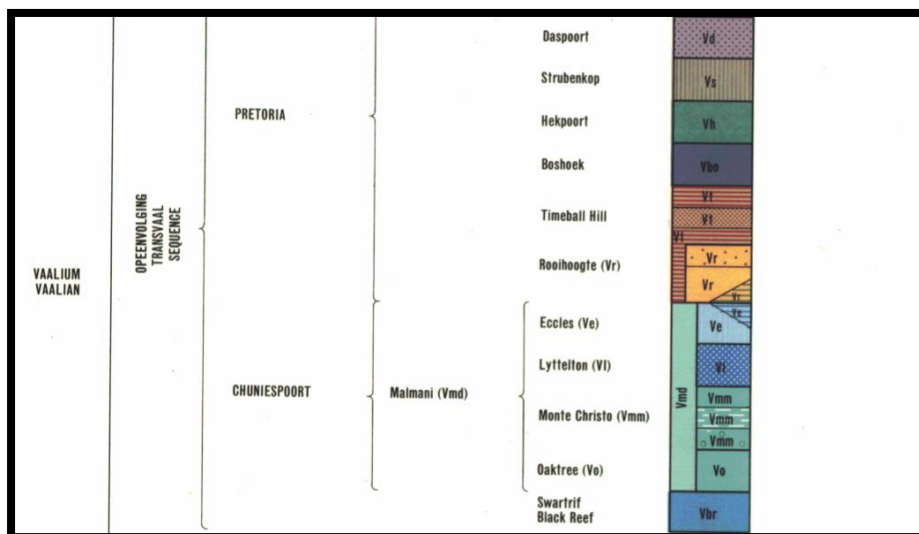 VAALIUM
VAALIAN
OPEENVOLGING
TRANSVAAL
SEQUENCE
PRETORIA
CHUNIESPOORT
Malmani (Vmd)
Daspoort
Strubenkop
Hekpoort
Boshoek
Timeball Hill
Rooihoogte (Vr)
Eccles (Ve)
Lyttelton (Vl)
Monte Christo (Vmm)
Oaktree (Vo)
Swartrif
Black Reef
Vd
Vs
Vh
Vbo
Vt
Vt
Vt
Vr
Vr
Vr
Ve
Ve
Vl
Vmd
Vmm
Vmm
Vmm
Vo
Vbr